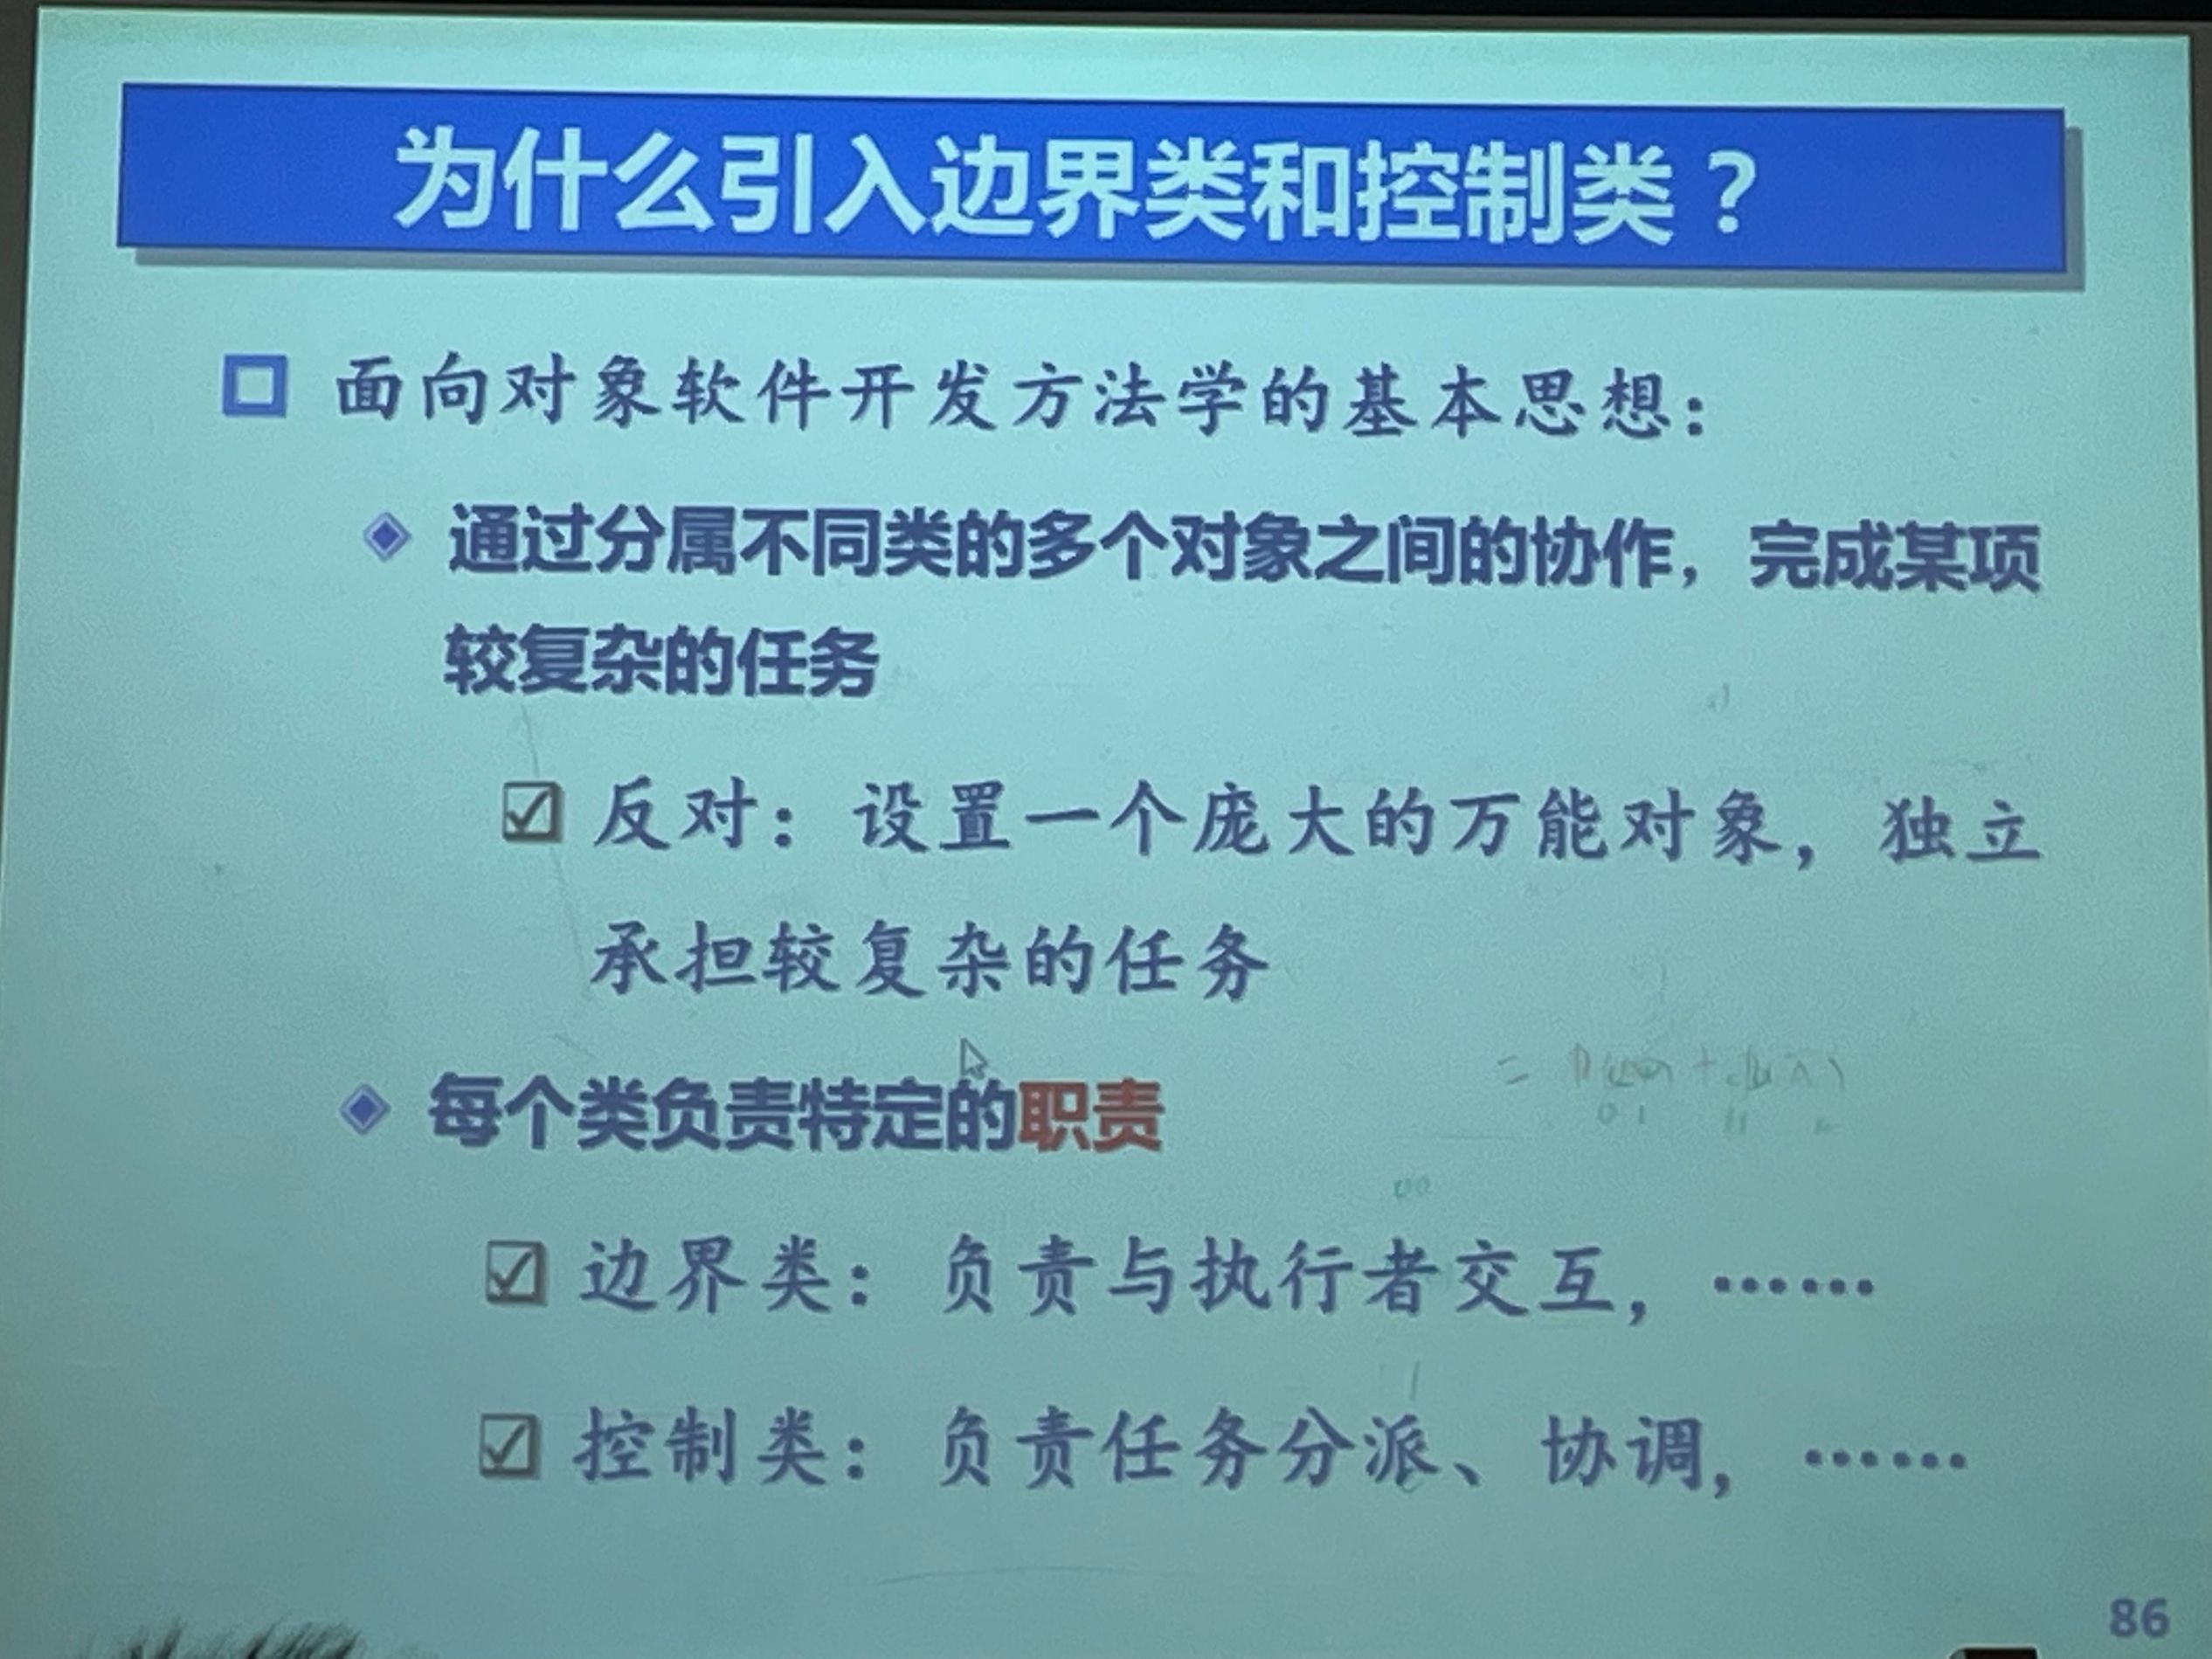 为什么引入边界类和控制类？
面向对象软件开发方法学的基本思想：
通过分属不同类的多个对象之间的协作，完成某项
较复杂的任务
反对：设置一个庞大的万能对象，独立
承担较复杂的任务
每个类负责特定的职责
边界类：负责与执行者交互，……
控制类：负责任务分派、协调，……
86